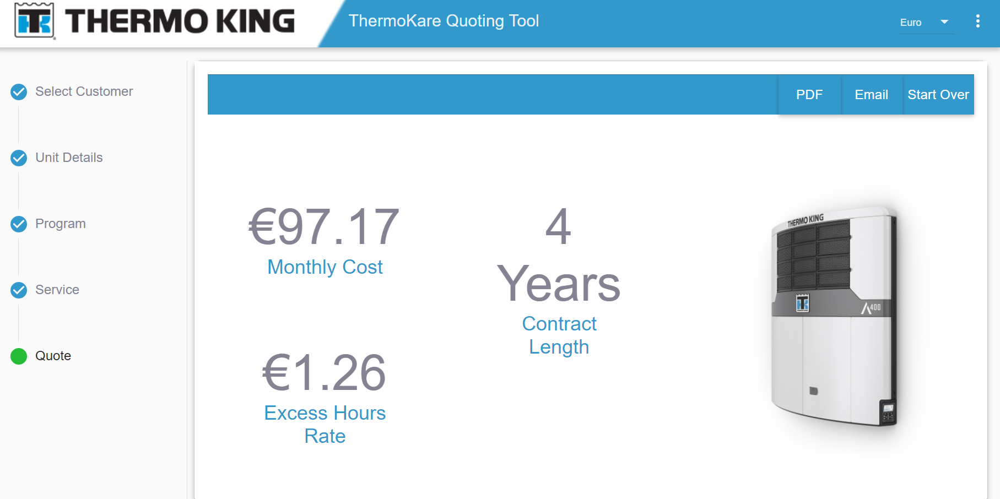 THERMO KING
ThermoKare Quoting Tool
Euro
Select Customer
Unit Details
Program
Service
Quote
PDF
Email
Start Over
€97.17
Monthly Cost
4
Years
Contract
Length
€1.26
Excess Hours
Rate
THERMO KING
A400